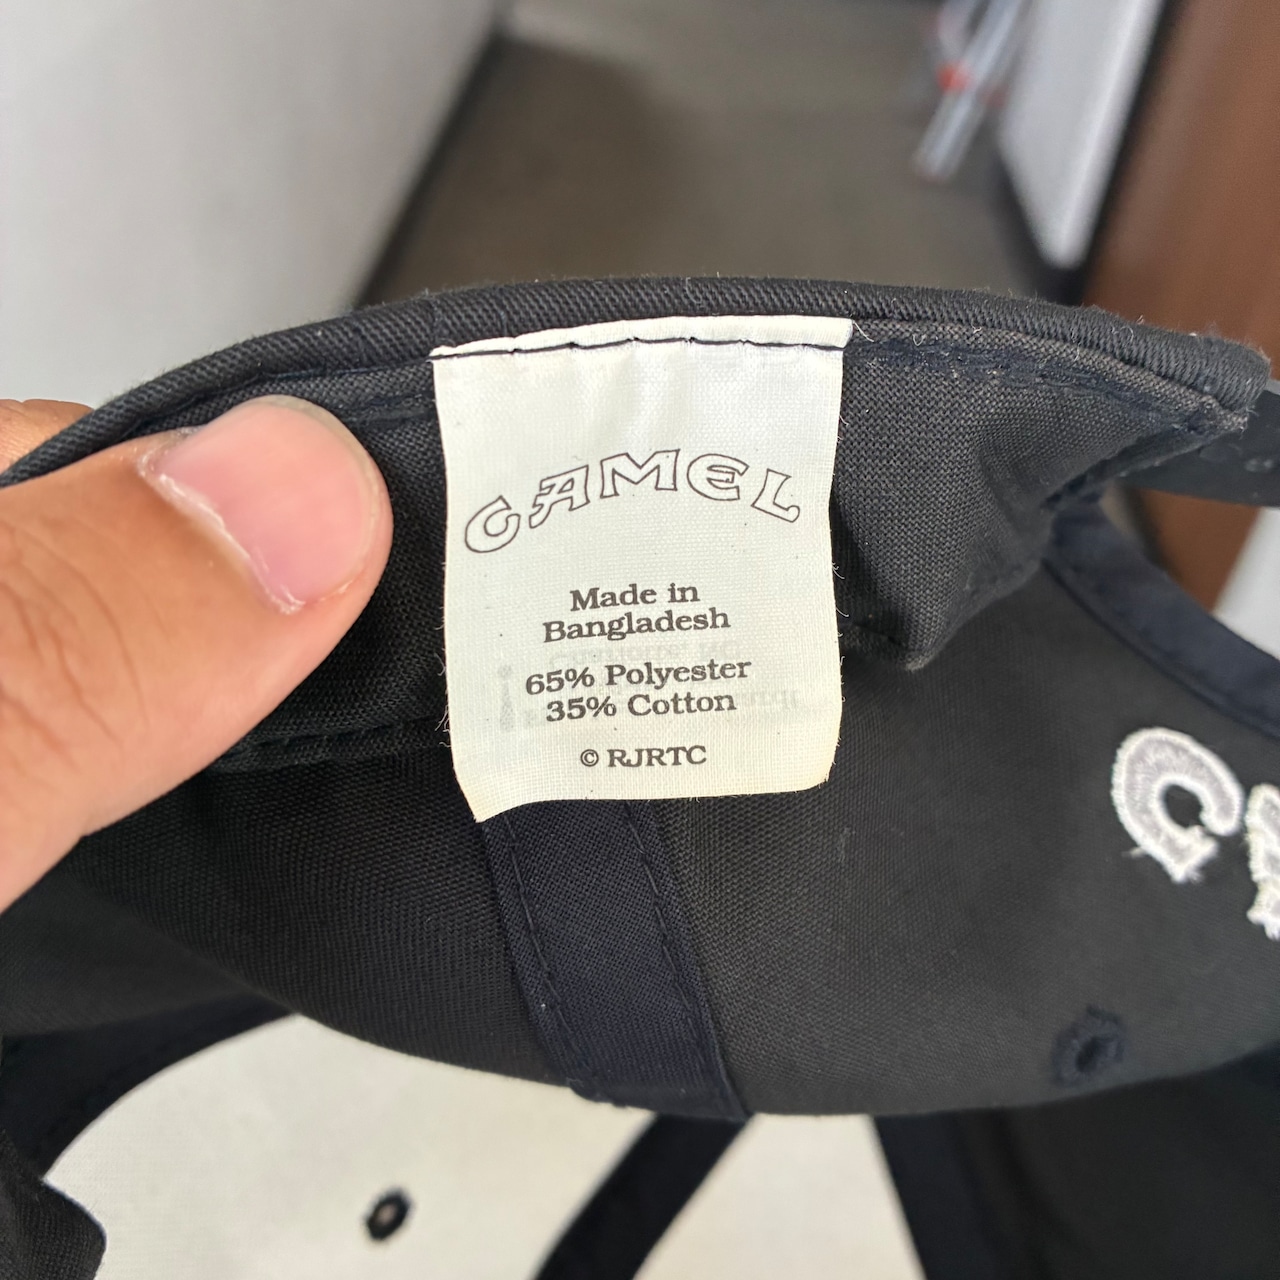 CAMEL
Made in
Bangladesh
65% Polyester
35% Cotton
© RJRTC